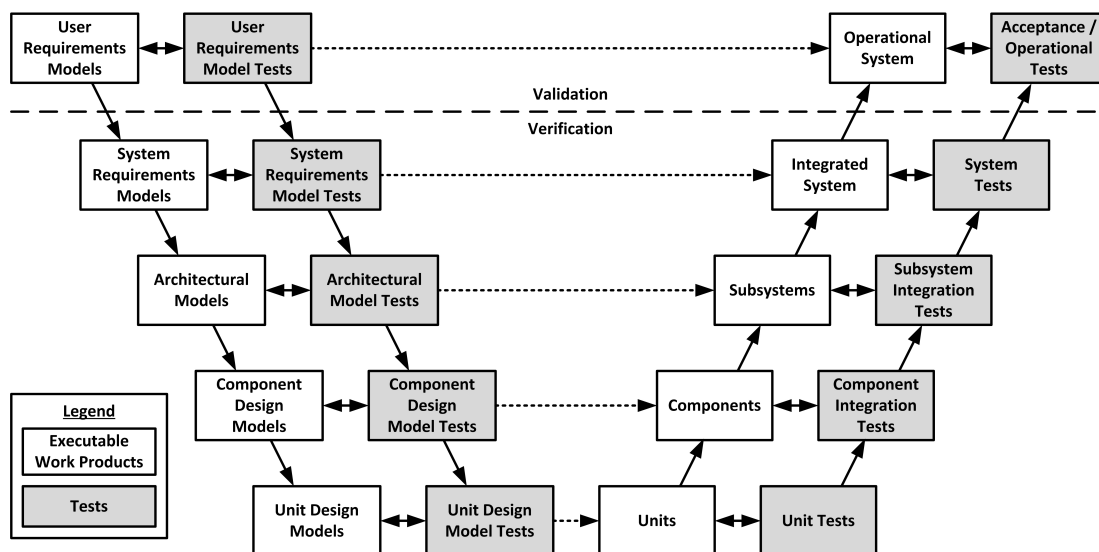 User
Requirements
Models
User
Requirements
Model Tests
Operational
System
Acceptance /
Operational
Tests
Validation
Verification
System
Requirements
Models
System
Requirements
Model Tests
Integrated
System
System
Tests
Architectural
Models
Architectural
Model Tests
Subsystems
Subsystem
Integration
Tests
Component
Design
Models
Component
Design
Model Tests
Components
Component
Integration
Tests
Legend
Executable
Work Products
Tests
Unit Design
Models
Unit Design
Model Tests
Units
Unit Tests